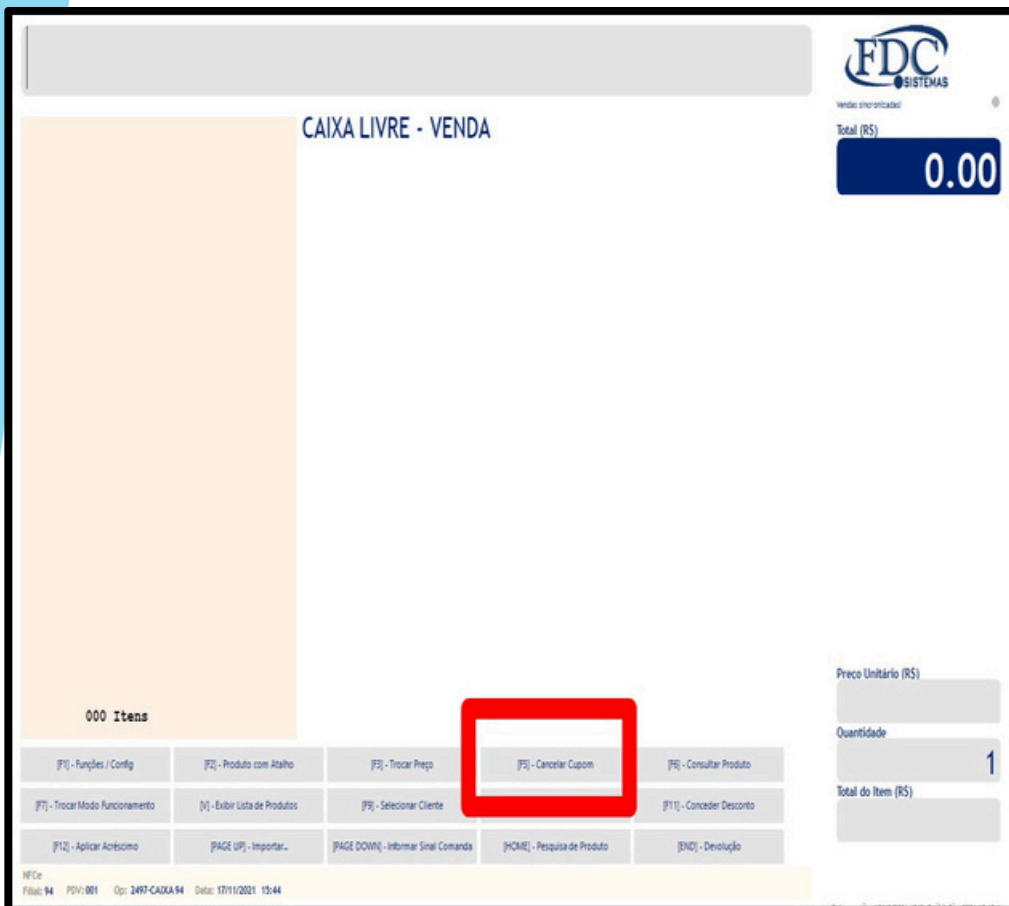 FDC
SISTEMAS
Vendas sincronizadas!
CAIXA LIVRE - VENDA
Total (R$)
0.00
000 Itens
Preço Unitário (R$)
Quantidade
1
Total do Item (R$)
[F1] - Funções / Config
[F2] - Produto com Atalho
[F3] - Trocar Preço
[F5] - Cancelar Cupom
[F6] - Consultar Produto
[F7] - Trocar Modo Funcionamento
[V] - Exibir Lista de Produtos
[F9] - Selecionar Cliente
[F11] - Conceder Desconto
[F12] - Aplicar Acréscimo
[PAGE UP] - Importar...
[PAGE DOWN] - Informar Sinal Comanda
[HOME] - Pesquisa de Produto
[END] - Devolução
NFCe
Filial: 94 PDV: 001 Op: 2497-CAIXA 94 Data: 17/11/2021 15:44